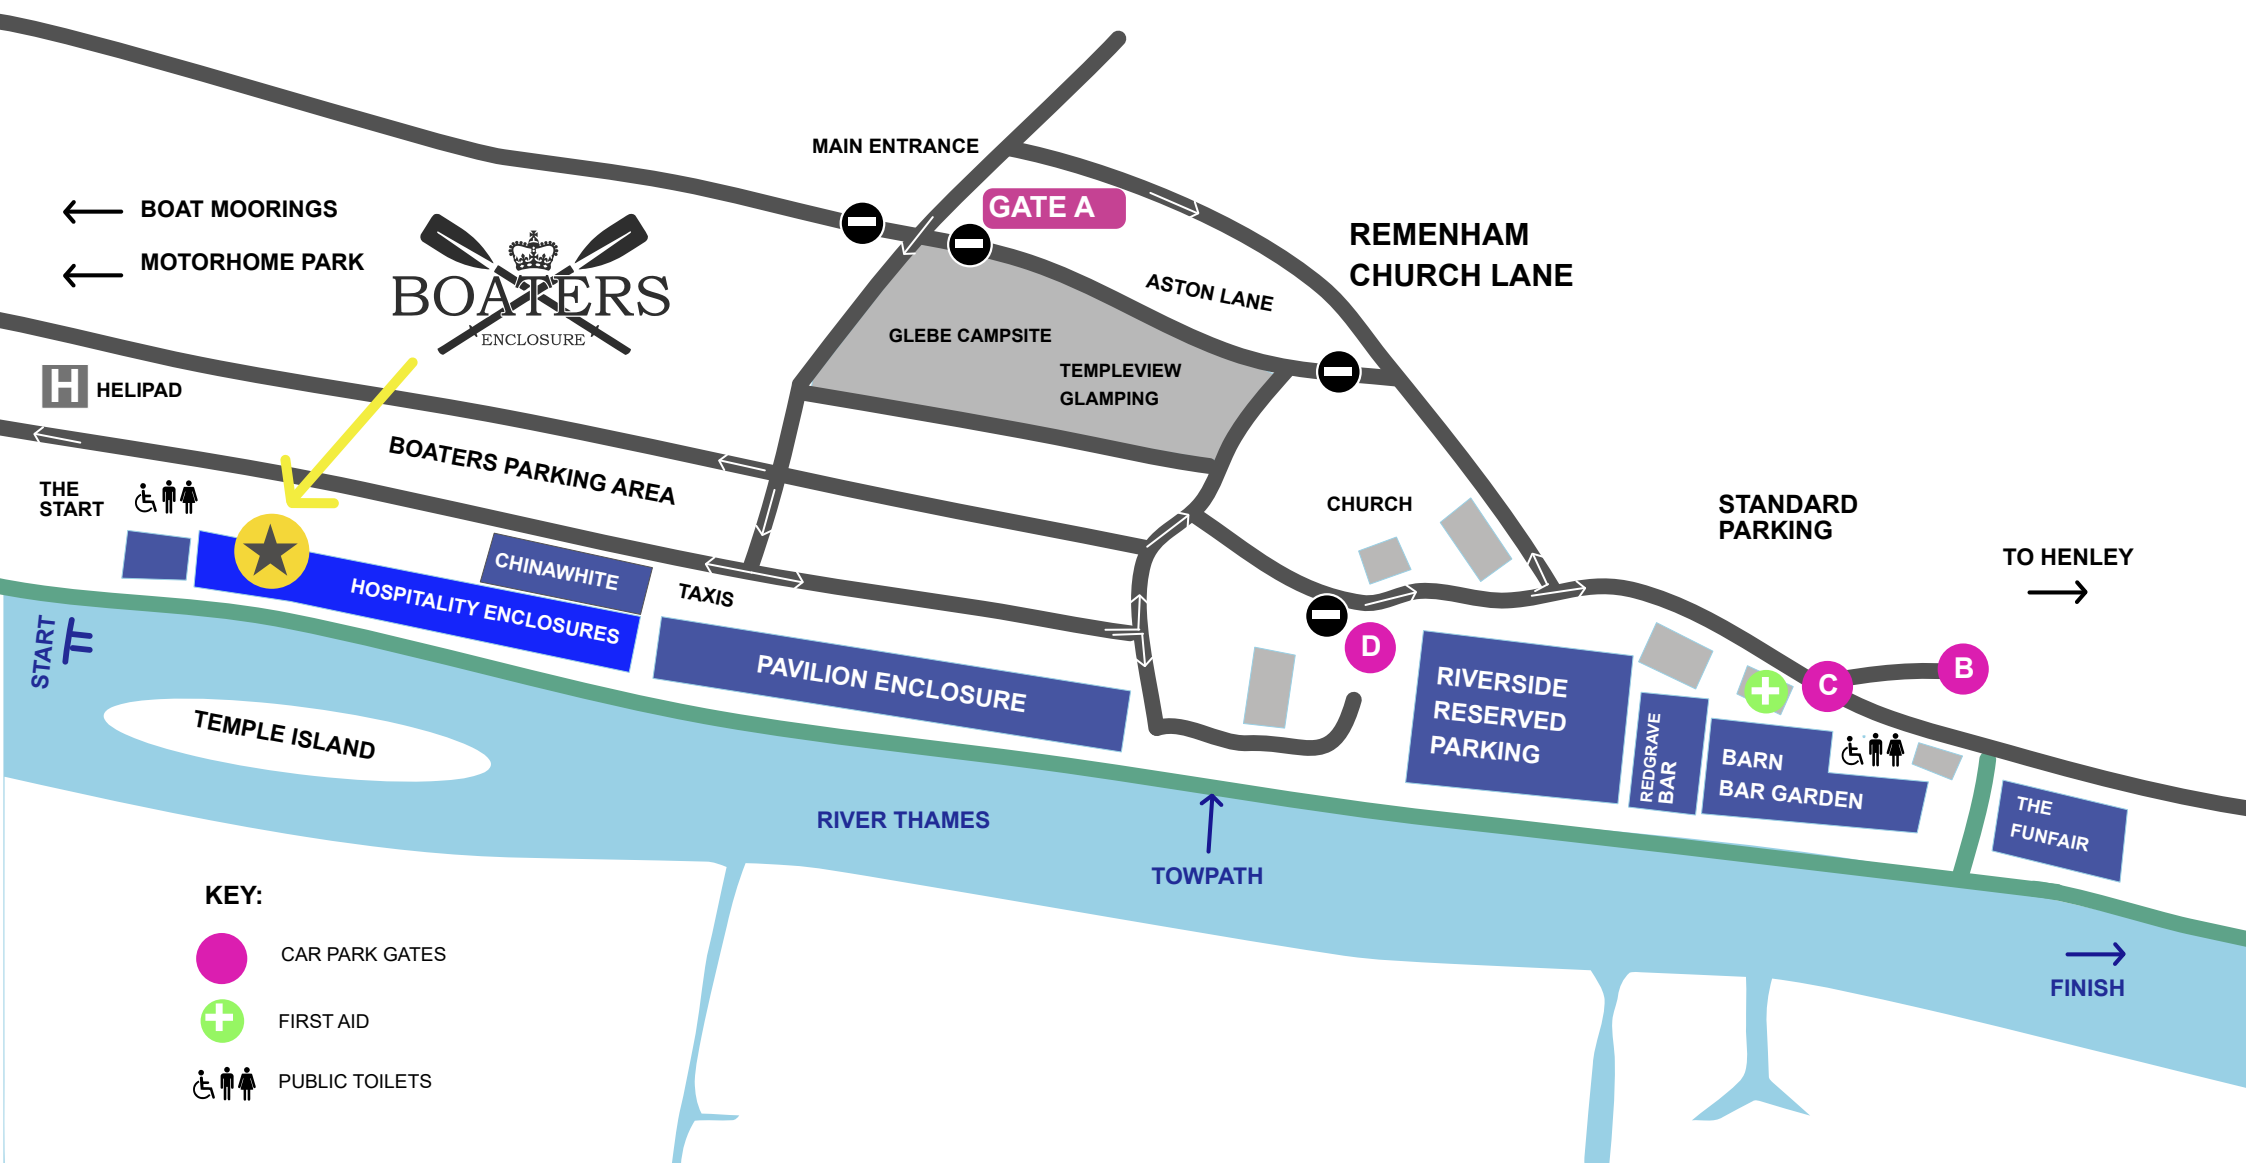 MAIN ENTRANCE
GATE A
BOAT MOORINGS
MOTORHOME PARK
BOATERS
ENCLOSURE
REMENHAM
CHURCH LANE
ASTON LANE
GLEBE CAMPSITE
TEMPLEVIEW
GLAMPING
H
HELIPAD
BOATERS PARKING AREA
THE
START
CHURCH
STANDARD
PARKING
TO HENLEY
CHINAWHITE
TAXIS
HOSPITALITY ENCLOSURES
START
PAVILION ENCLOSURE
D
C
B
RIVERSIDE
RESERVED
PARKING
REDGRAVE
BAR
BARN
BAR GARDEN
THE
FUNFAIR
TEMPLE ISLAND
RIVER THAMES
TOWPATH
FINISH
KEY:
CAR PARK GATES
FIRST AID
PUBLIC TOILETS